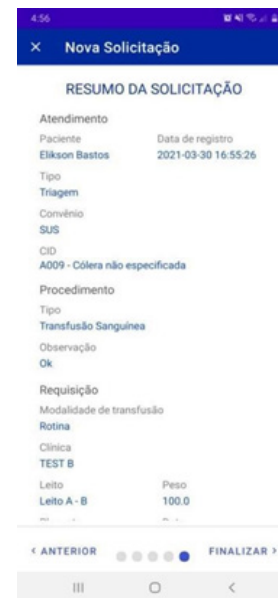 4:56
× Nova Solicitação
RESUMO DA SOLICITAÇÃO
Atendimento
Paciente Data de registro
Elikson Bastos 2021-03-30 16:55:26
Tipo
Triagem
Convênio
SUS
CID
A009 - Cólera não especificada
Procedimento
Tipo
Transfusão Sanguínea
Observação
Ok
Requisição
Modalidade de transfusão
Rotina
Clínica
TEST B
Leito Peso
Leito A - B 100.0
< ANTERIOR FINALIZAR >